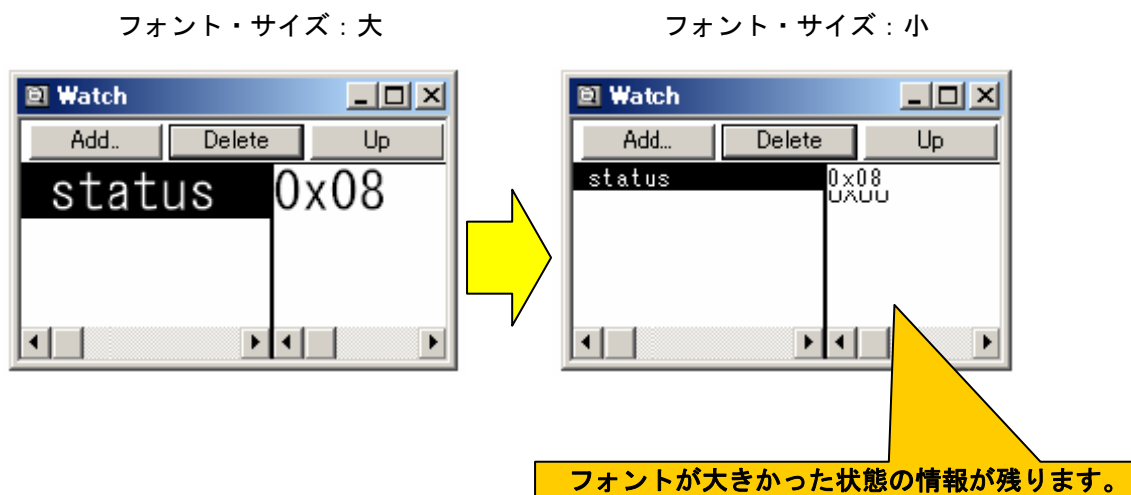 フォント・サイズ：大
フォント・サイズ：小
Watch
Add..
Delete
Up
status
0x08
Watch
Add...
Delete
Up
status
0x08
フォントが大きかった状態の情報が残ります。